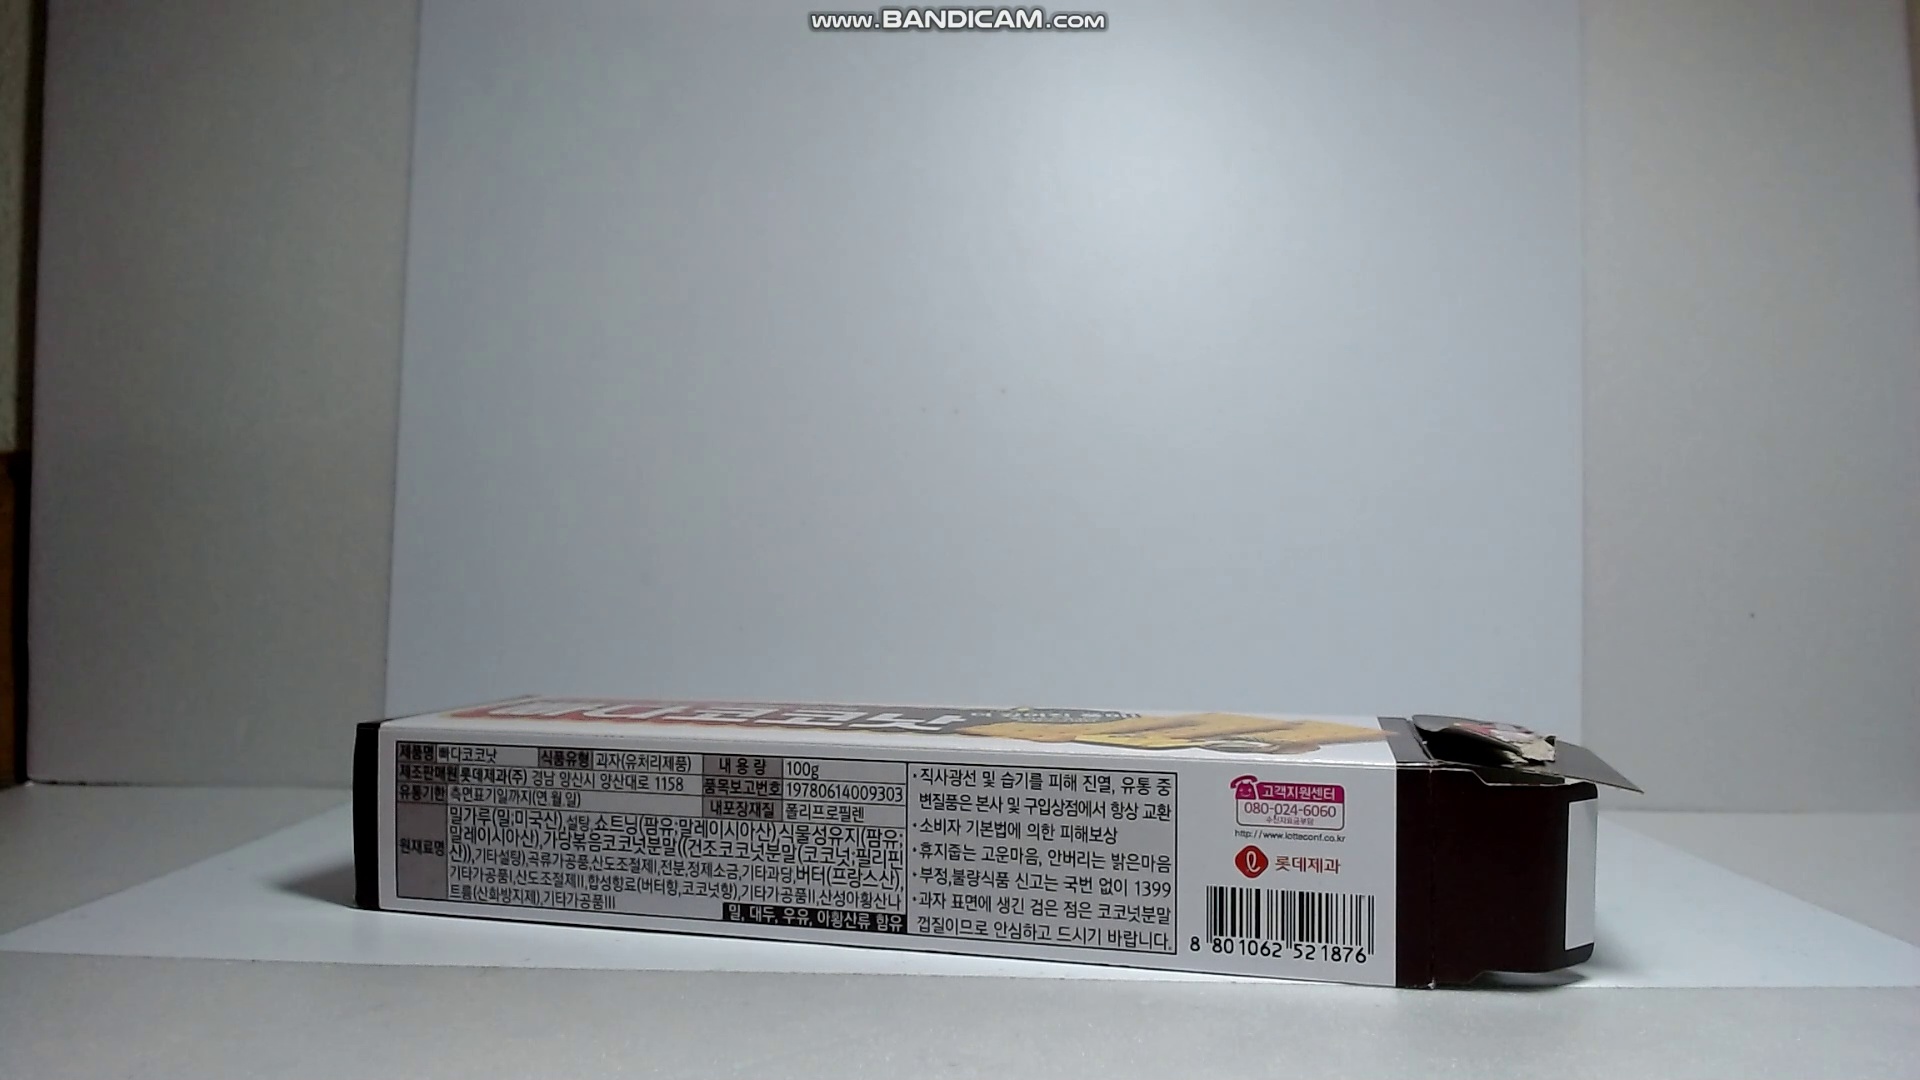 www.BANDICAM.com
빠다코코낫
제품명 빠다코코낫 식품유형 과자(유처리제품) 내 용 량 100g
제조판매원 롯데제과(주) 경남 양산시 양산대로 1158 품목보고번호 19780614009303
유통기한 측면표기일까지(연.월.일) 내포장재질 폴리프로필렌
원재료명 밀가루(밀;미국산),설탕,쇼트닝(팜유;말레이시아산),식물성유지(팜유;
말레이시아산),가당볶음코코넛분말((건조코코넛분말(코코넛;필리핀
산)),기타설탕),곡류가공품,산도조절제I,전분,정제소금,기타과당,버터(프랑스산),
기타가공품I,산도조절제II,합성향료(버터향,코코넛향),기타가공품II,산성아황산나
트륨(산화방지제),기타가공품III
밀, 대두, 우유, 아황산류 함유
·직사광선 및 습기를 피해 진열, 유통 중
변질품은 본사 및 구입상점에서 항상 교환
·소비자 기본법에 의한 피해보상
·휴지줍는 고운마음, 안버리는 밝은마음
·부정,불량식품 신고는 국번 없이 1399
·과자 표면에 생긴 검은 점은 코코넛분말
껍질이므로 안심하고 드시기 바랍니다.
고객지원센터
080-024-6060
수신자요금부담
http://www.lotteconf.co.kr
롯데제과
8 801062 521876